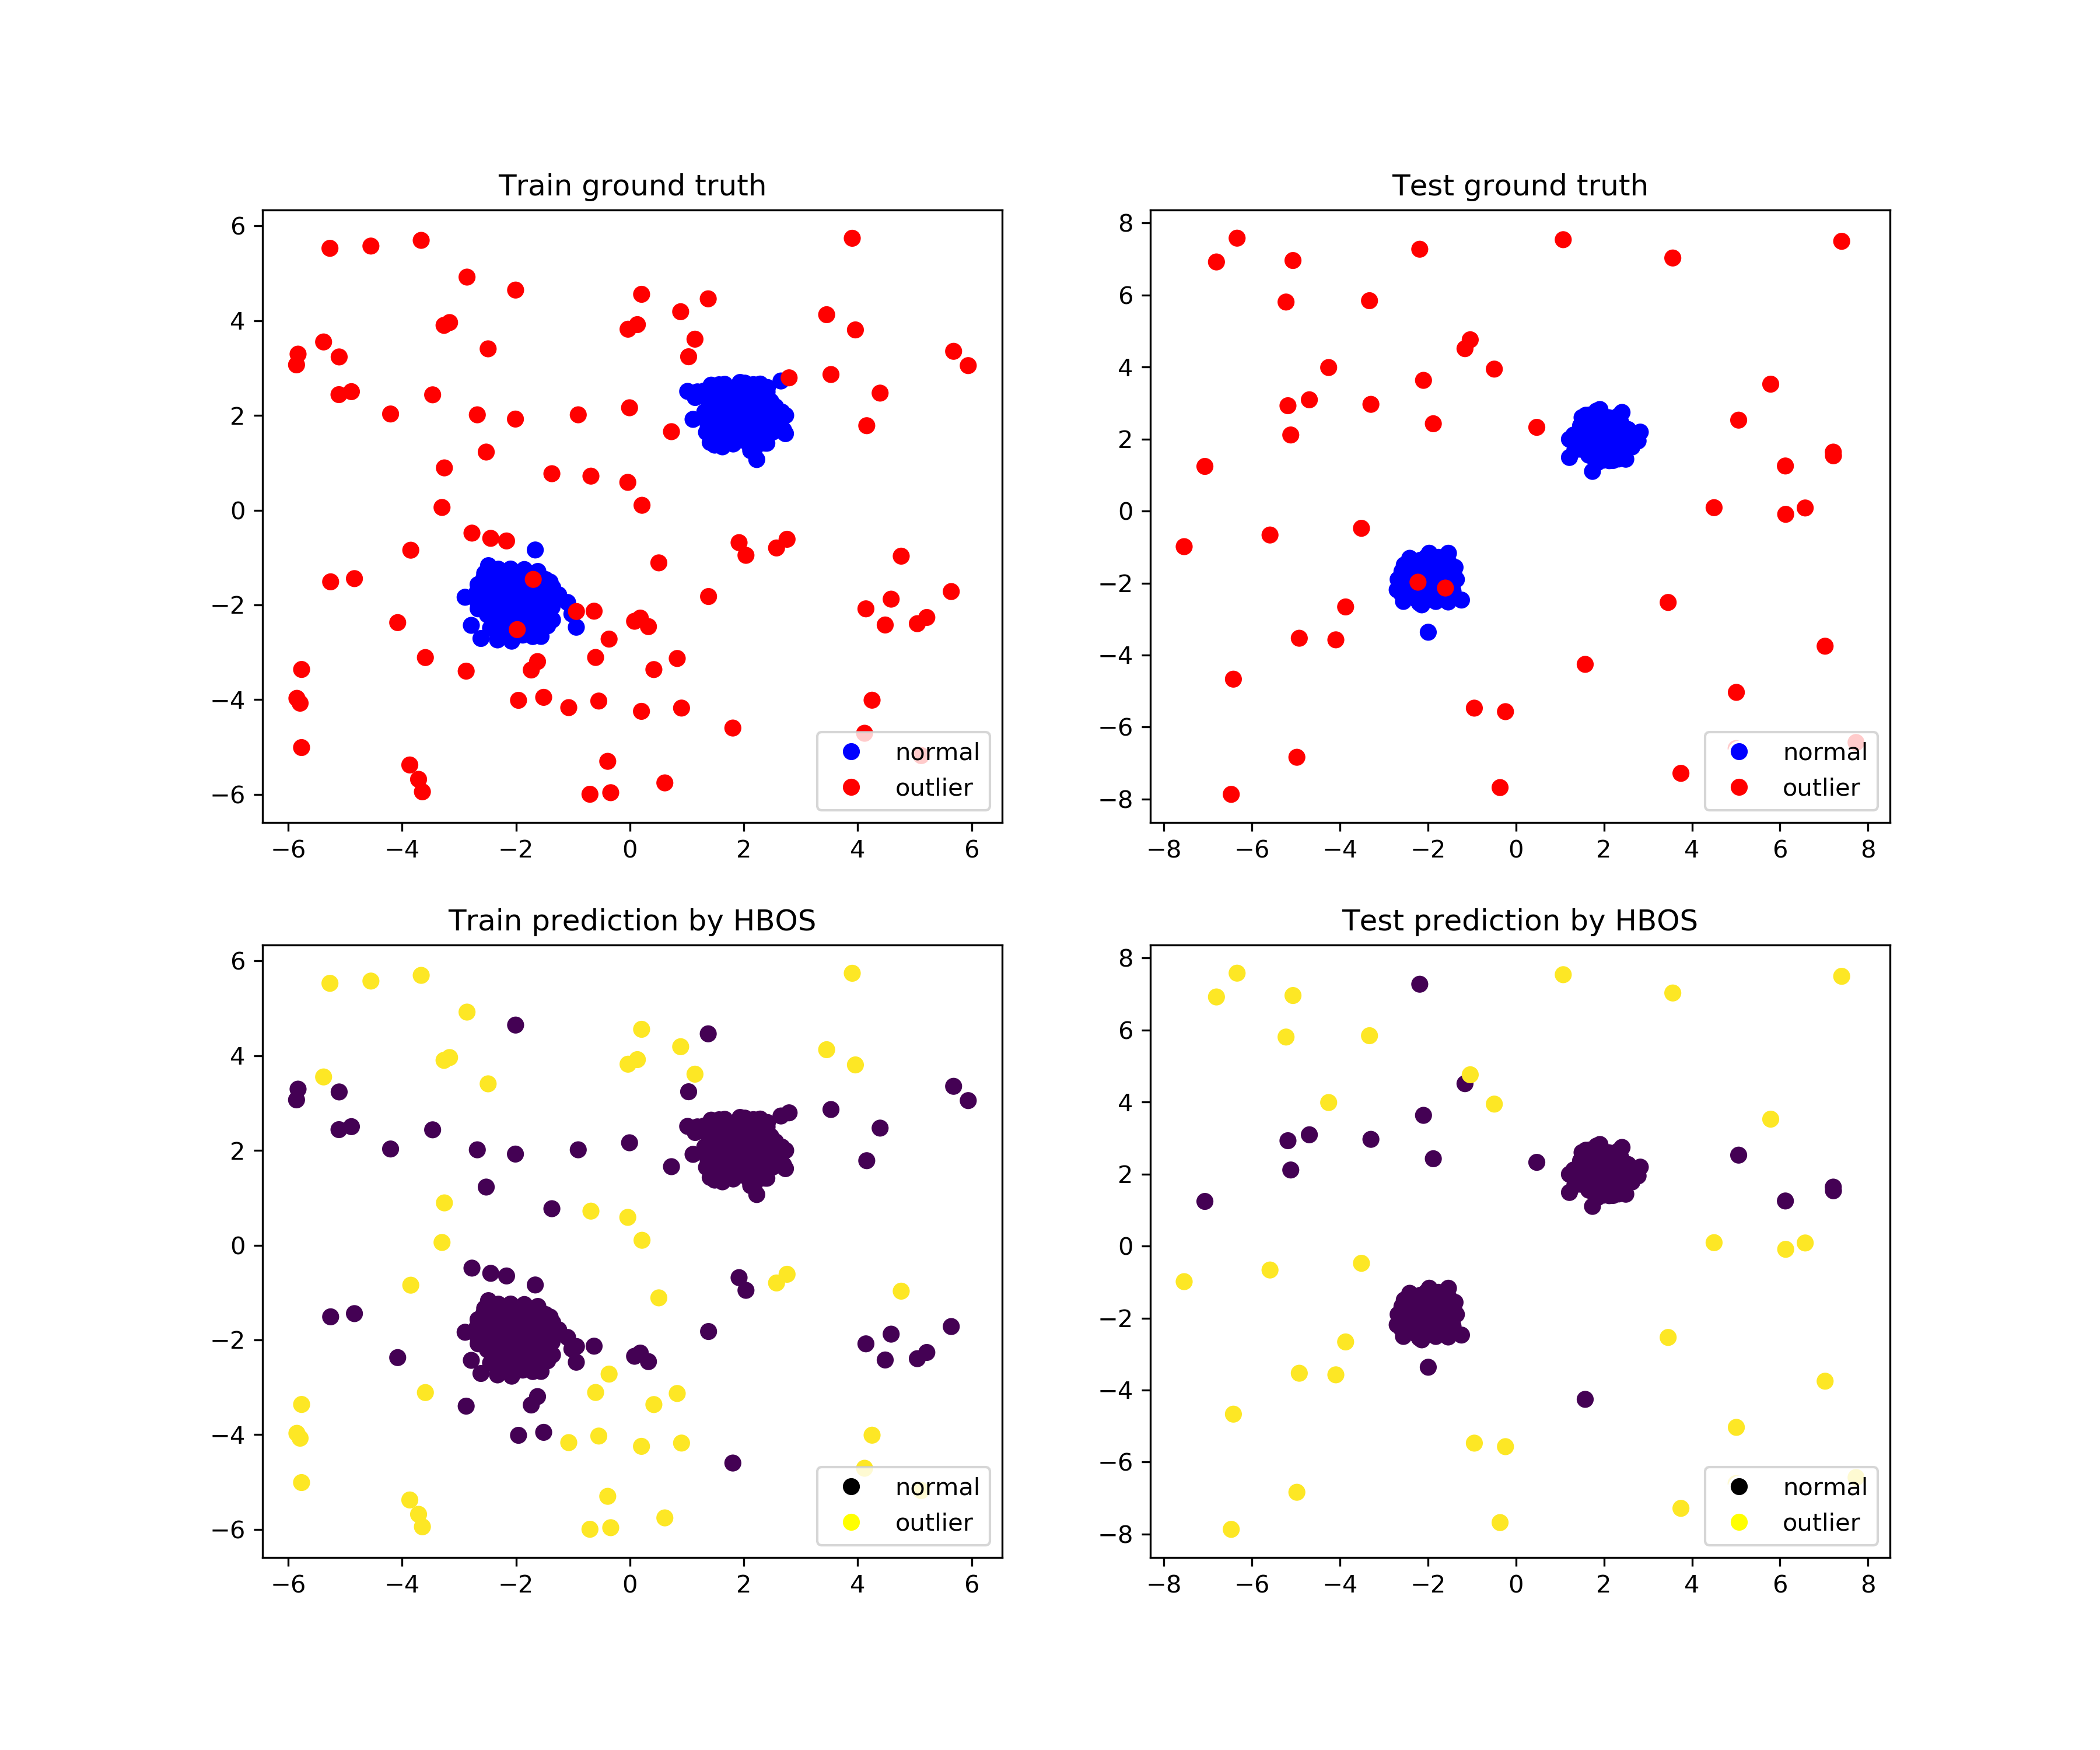 Train ground truth
6
4
2
0
−2
−4
−6
−6 −4 −2 0 2 4 6
normal
outlier
Test ground truth
8
6
4
2
0
−2
−4
−6
−8
−8 −6 −4 −2 0 2 4 6 8
normal
outlier
Train prediction by HBOS
6
4
2
0
−2
−4
−6
−6 −4 −2 0 2 4 6
normal
outlier
Test prediction by HBOS
8
6
4
2
0
−2
−4
−6
−8
−8 −6 −4 −2 0 2 4 6 8
normal
outlier